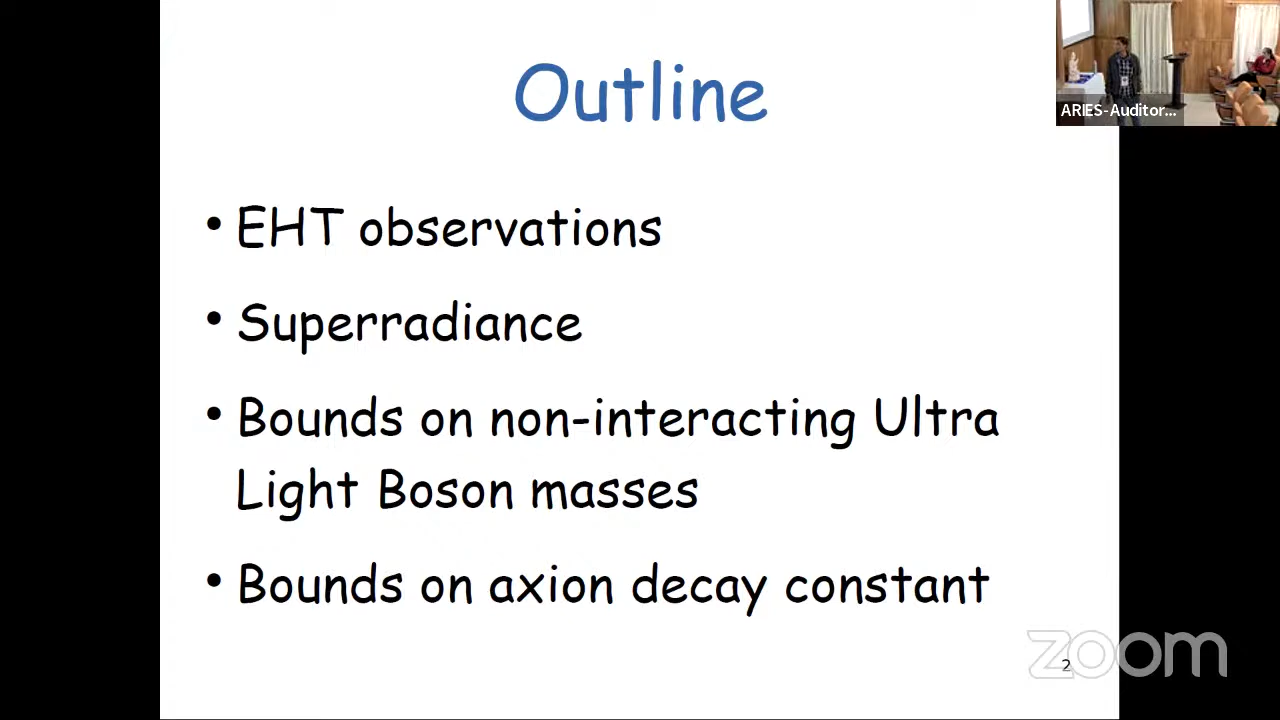 Outline
ARIES-Auditor...
• EHT observations
• Superradiance
• Bounds on non-interacting Ultra
Light Boson masses
• Bounds on axion decay constant
zoom
2